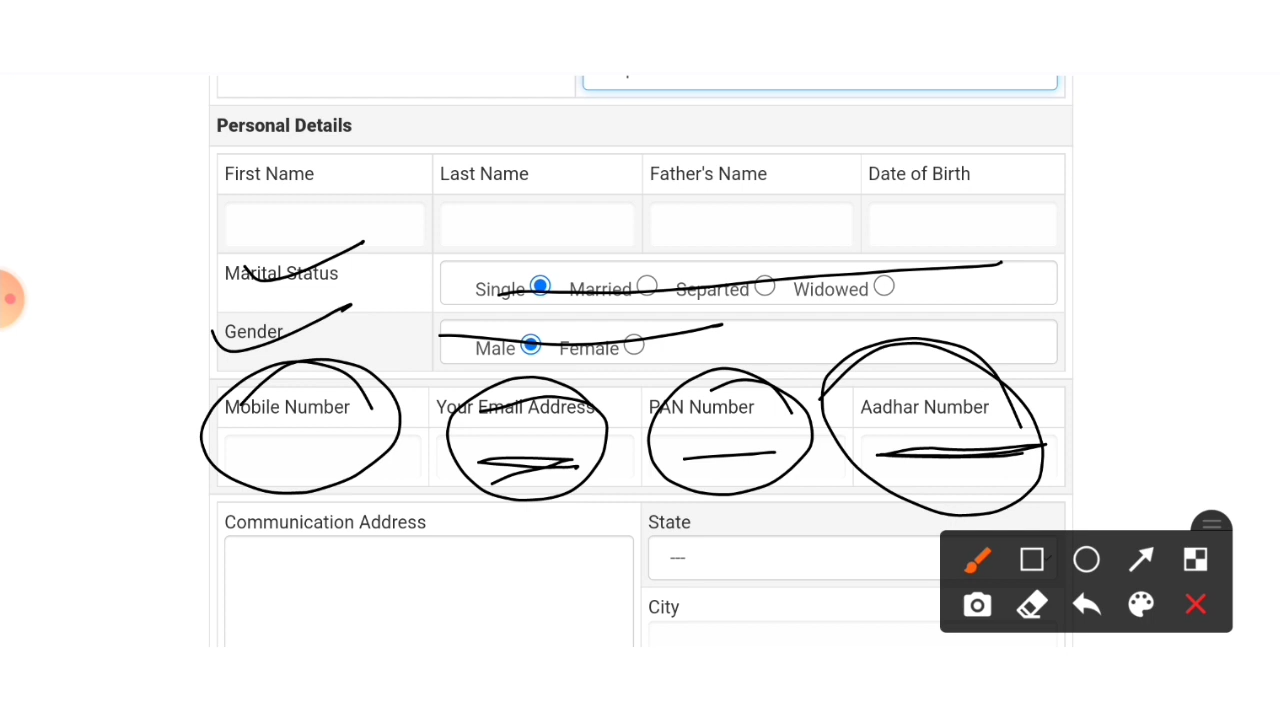 Personal Details
First Name Last Name Father's Name Date of Birth
Marital Status Single Married Separted Widowed
Gender Male Female
Mobile Number Your Email Address PAN Number Aadhar Number
Communication Address State
---
City